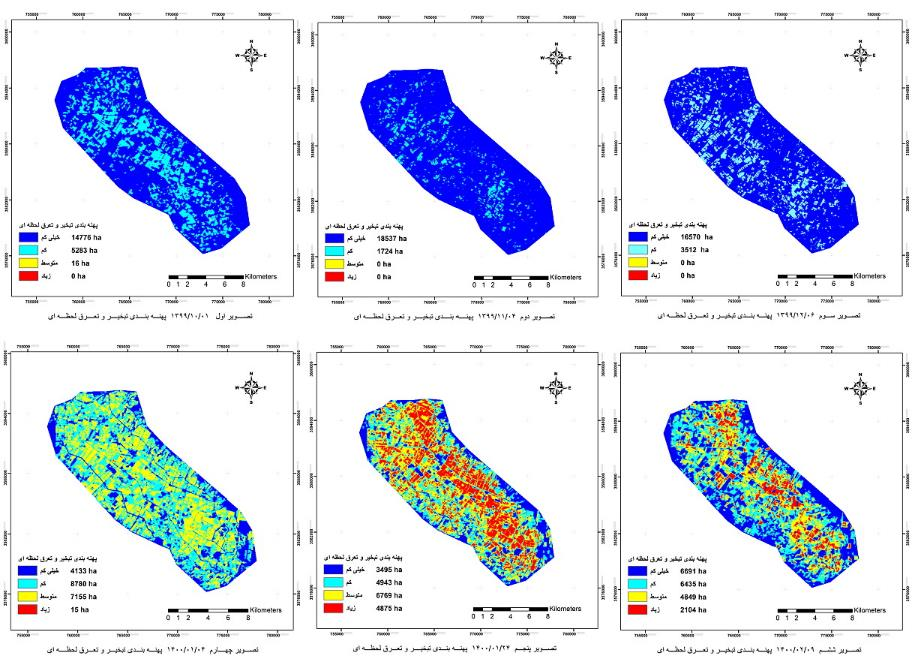 N
W E
S
پهنه بندی تبخیر و تعرق لحظه ای
خیلی کم 14776 ha
کم 5283 ha
متوسط 16 ha
زیاد 0 ha
0 1 2 4 6 8 Kilometers
تصویر اول ۱۳۹۹/۱۰/۰۱ پهنه بندی تبخیر و تعرق لحظه ای
N
W E
S
پهنه بندی تبخیر و تعرق لحظه ای
خیلی کم 18537 ha
کم 1724 ha
متوسط 0 ha
زیاد 0 ha
0 1 2 4 6 8 Kilometers
تصویر دوم ۱۳۹۹/۱۱/۰۴ پهنه بندی تبخیر و تعرق لحظه ای
N
W E
S
پهنه بندی تبخیر و تعرق لحظه ای
خیلی کم 16570 ha
کم 3512 ha
متوسط 0 ha
زیاد 0 ha
0 1 2 4 6 8 Kilometers
تصویر سوم ۱۳۹۹/۱۲/۰۶ پهنه بندی تبخیر و تعرق لحظه ای
N
W E
S
پهنه بندی تبخیر و تعرق لحظه ای
خیلی کم 4133 ha
کم 8780 ha
متوسط 7155 ha
زیاد 15 ha
0 1 2 4 6 8 Kilometers
تصویر چهارم ۱۴۰۰/۰۱/۰۴ پهنه بندی تبخیر و تعرق لحظه ای
N
W E
S
پهنه بندی تبخیر و تعرق لحظه ای
خیلی کم 3495 ha
کم 4943 ha
متوسط 6769 ha
زیاد 4875 ha
0 1 2 4 6 8 Kilometers
تصویر پنجم ۱۴۰۰/۰۱/۲۴ پهنه بندی تبخیر و تعرق لحظه ای
N
W E
S
پهنه بندی تبخیر و تعرق لحظه ای
خیلی کم 6691 ha
کم 6435 ha
متوسط 4849 ha
زیاد 2104 ha
0 1 2 4 6 8 Kilometers
تصویر ششم ۱۴۰۰/۰۲/۰۹ پهنه بندی تبخیر و تعرق لحظه ای